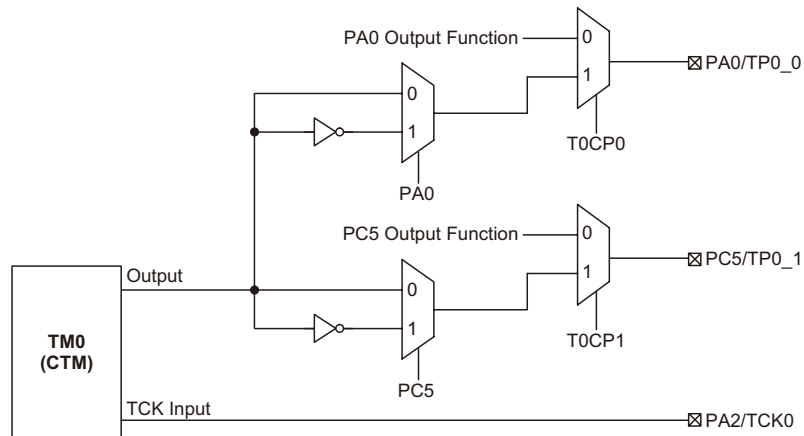 PA0 Output Function
0
1
PA0/TP0_0
0
1
T0CP0
PA0
PC5 Output Function
0
1
PC5/TP0_1
Output
0
1
T0CP1
TM0
(CTM)
PC5
TCK Input
PA2/TCK0